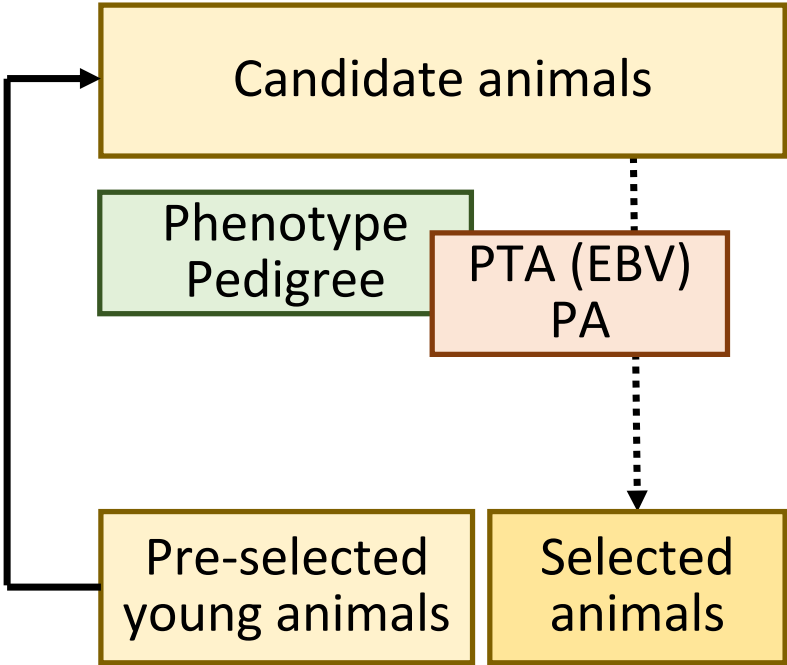 Candidate animals
Phenotype
Pedigree
PTA (EBV)
PA
Pre-selected
young animals
Selected
animals